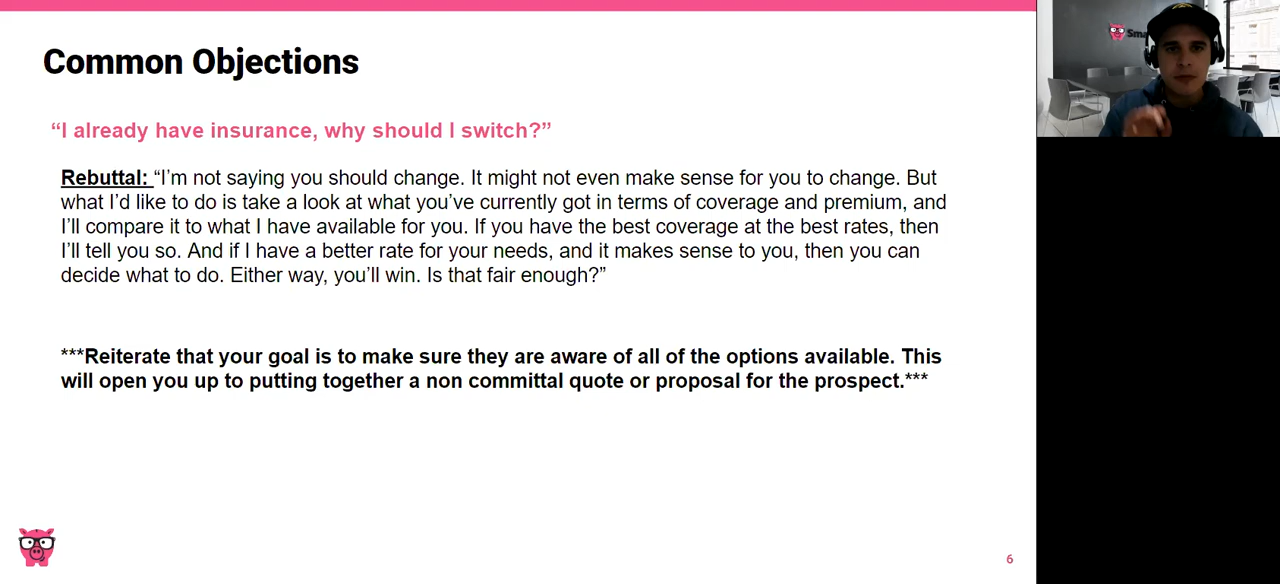 Common Objections
“I already have insurance, why should I switch?”
Rebuttal: “I’m not saying you should change. It might not even make sense for you to change. But
what I’d like to do is take a look at what you’ve currently got in terms of coverage and premium, and
I’ll compare it to what I have available for you. If you have the best coverage at the best rates, then
I’ll tell you so. And if I have a better rate for your needs, and it makes sense to you, then you can
decide what to do. Either way, you’ll win. Is that fair enough?”
***Reiterate that your goal is to make sure they are aware of all of the options available. This
will open you up to putting together a non committal quote or proposal for the prospect.***
6